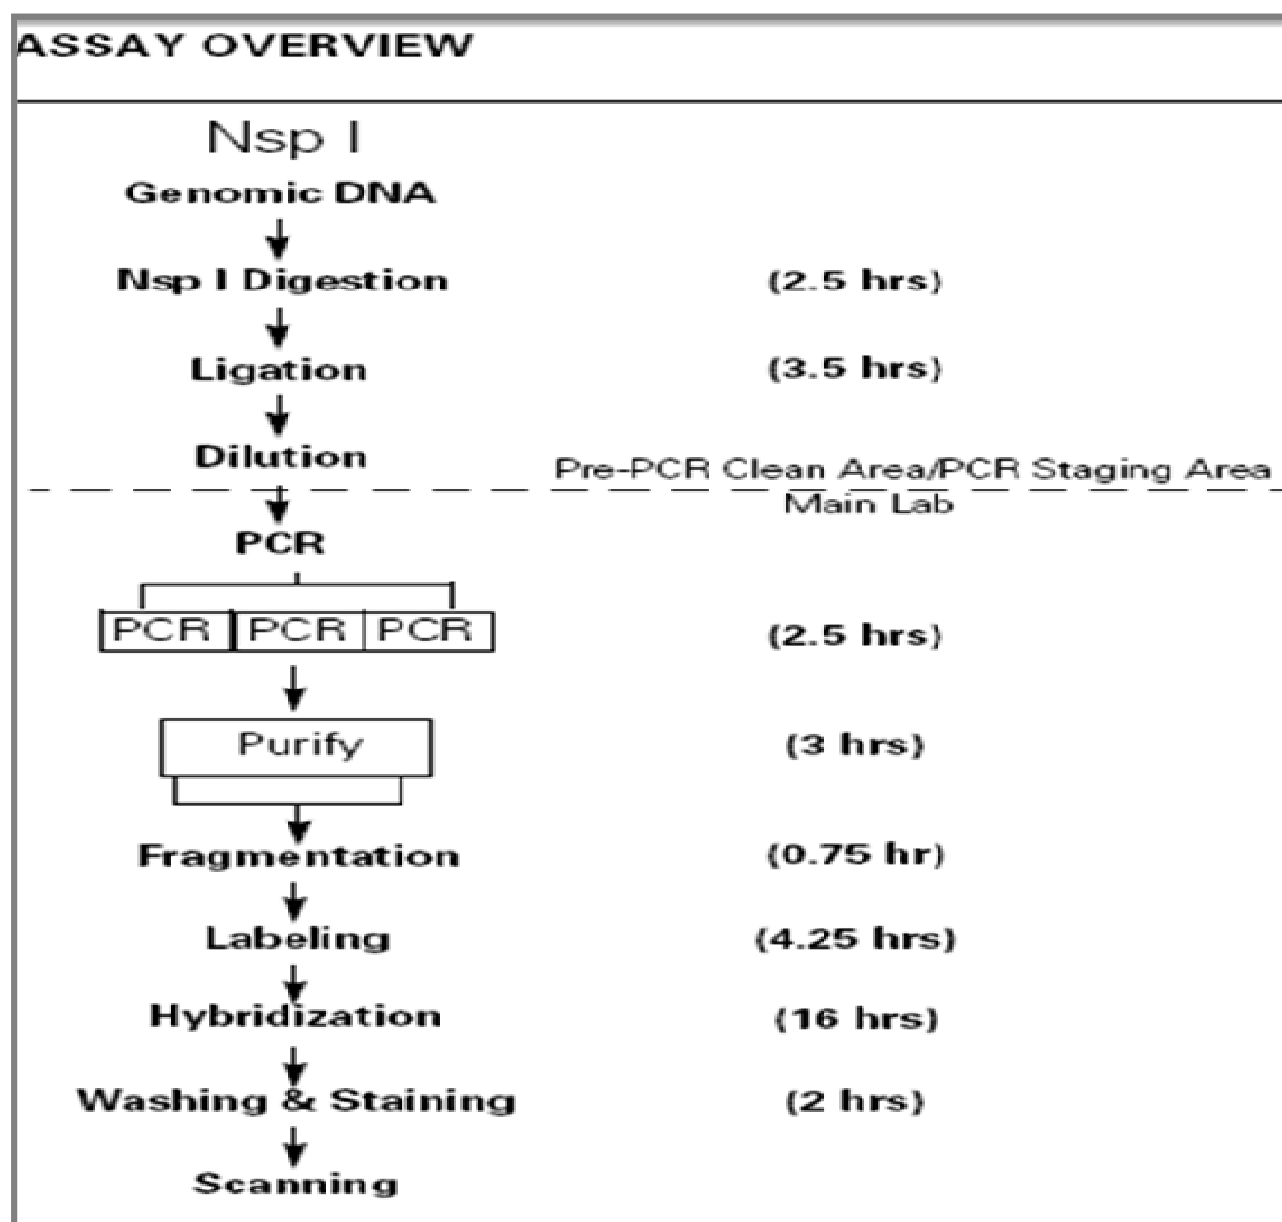 ASSAY OVERVIEW
Nsp I
Genomic DNA
Nsp I Digestion (2.5 hrs)
Ligation (3.5 hrs)
Dilution
Pre-PCR Clean Area/PCR Staging Area
Main Lab
PCR
PCR PCR PCR (2.5 hrs)
Purify (3 hrs)
Fragmentation (0.75 hr)
Labeling (4.25 hrs)
Hybridization (16 hrs)
Washing & Staining (2 hrs)
Scanning